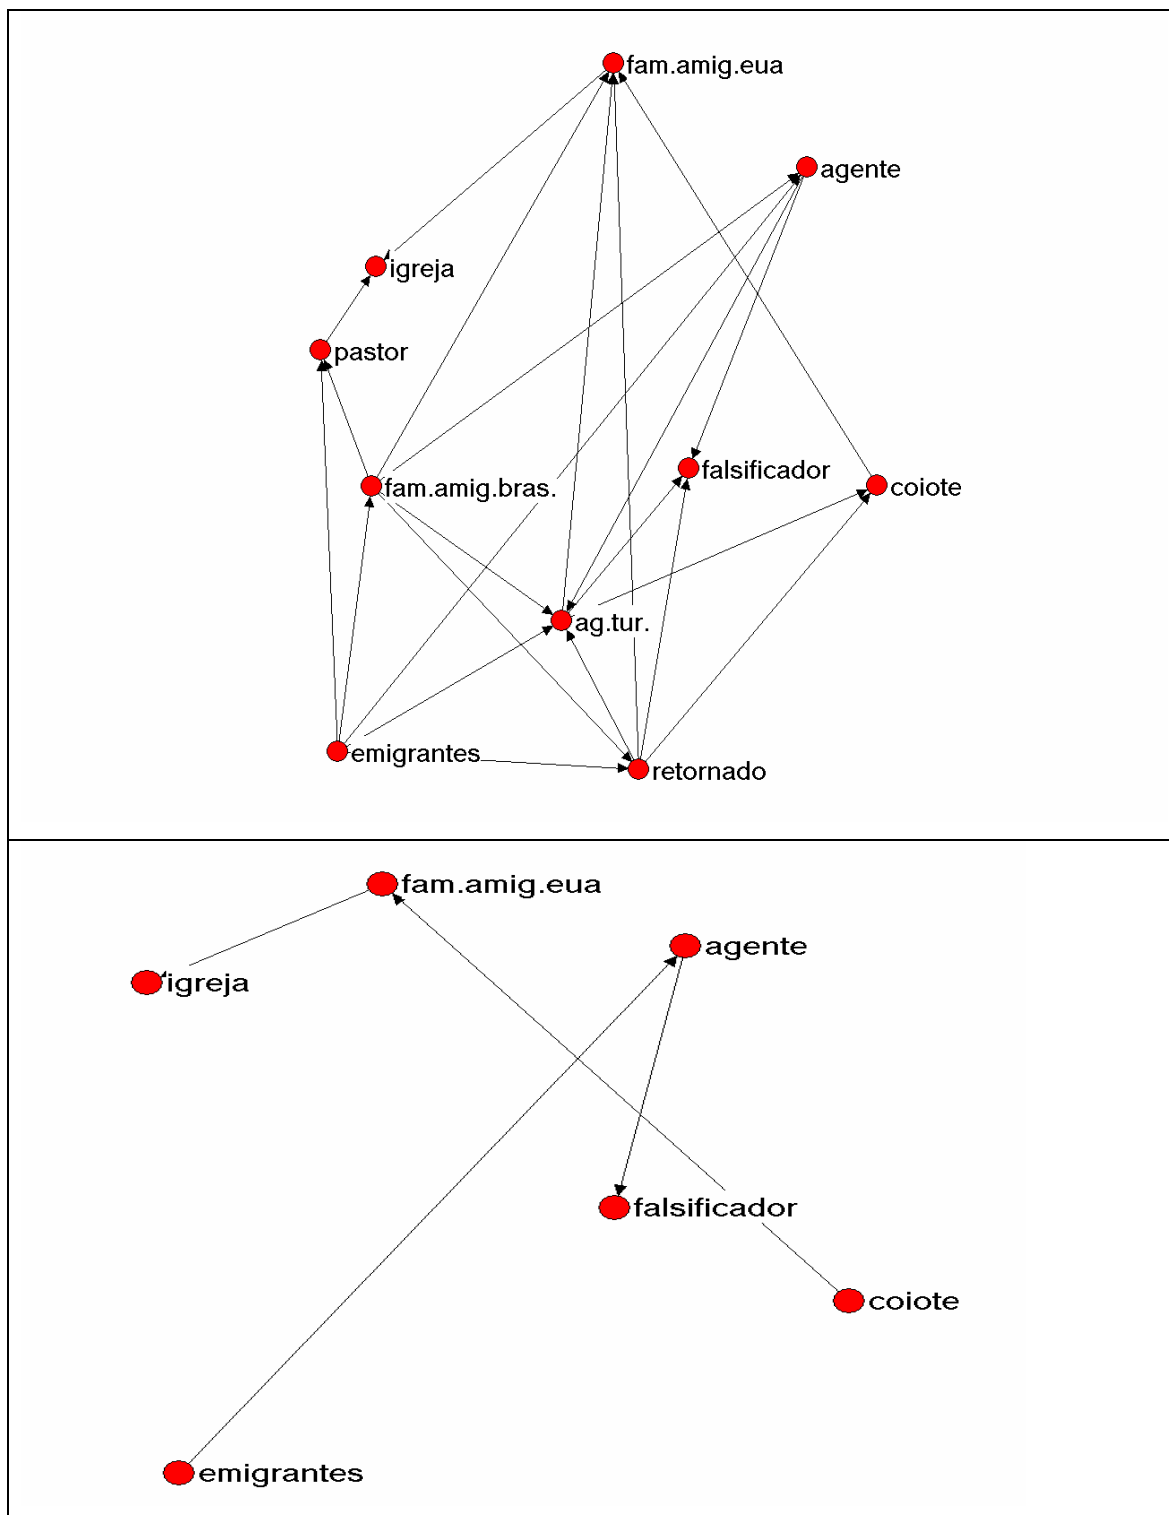 fam.amig.eua
agente
igreja
pastor
falsificador
fam.amig.bras.
coiote
ag.tur.
emigrantes
retornado
fam.amig.eua
agente
igreja
falsificador
coiote
emigrantes